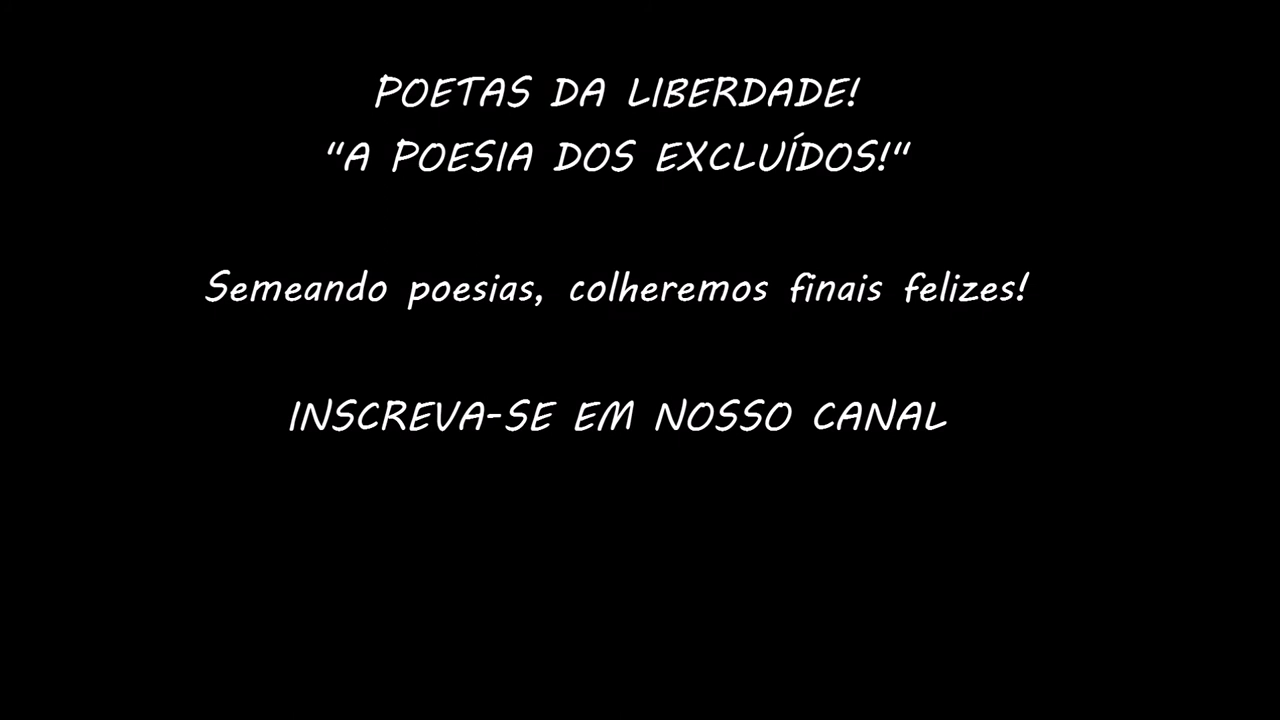 POETAS DA LIBERDADE!
"A POESIA DOS EXCLUÍDOS!"
Semeando poesias, colheremos finais felizes!
INSCREVA-SE EM NOSSO CANAL